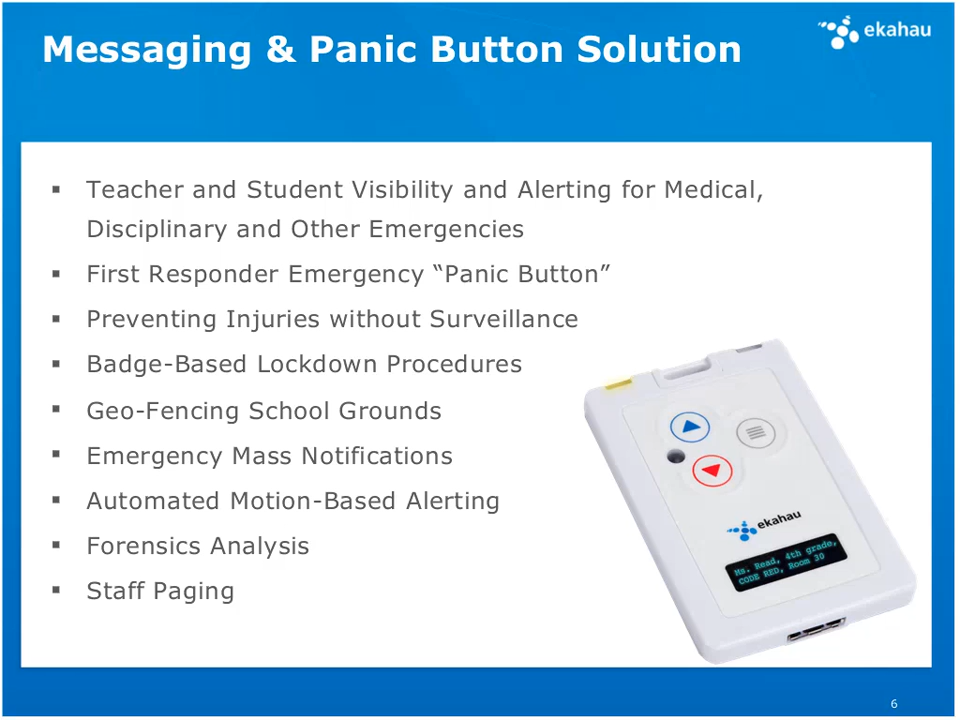 Messaging & Panic Button Solution
ekahau
▪ Teacher and Student Visibility and Alerting for Medical,
Disciplinary and Other Emergencies
▪ First Responder Emergency “Panic Button”
▪ Preventing Injuries without Surveillance
▪ Badge-Based Lockdown Procedures
▪ Geo-Fencing School Grounds
▪ Emergency Mass Notifications
▪ Automated Motion-Based Alerting
▪ Forensics Analysis
▪ Staff Paging
ekahau
Ms. Read, 4th grade,
CODE RED, Room 30
6